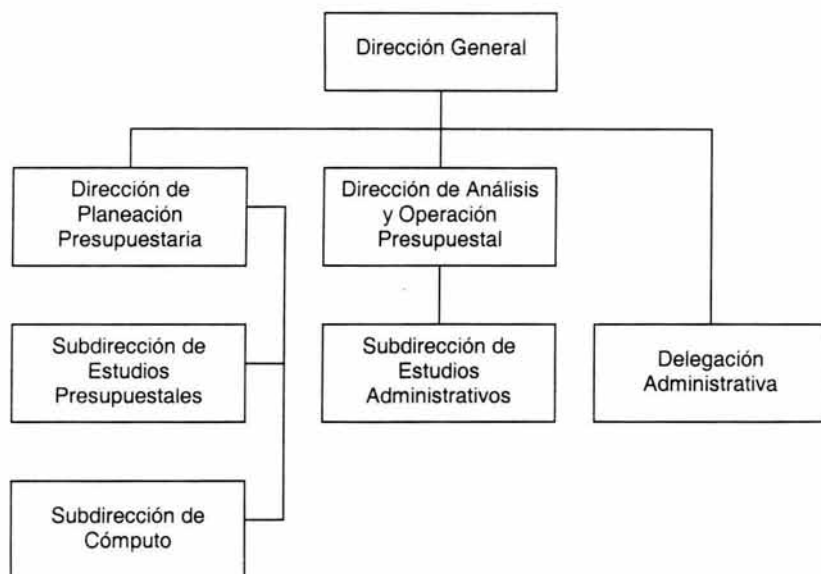 Dirección General
Dirección de
Planeación
Presupuestaria
Dirección de Análisis
y Operación
Presupuestal
Subdirección de
Estudios
Presupuestales
Subdirección de
Estudios
Administrativos
Delegación
Administrativa
Subdirección de
Cómputo